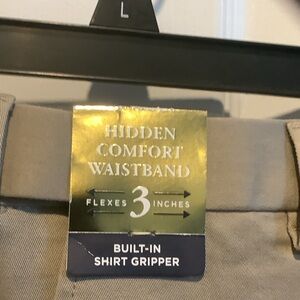 L
HIDDEN
COMFORT
WAISTBAND
FLEXES 3 INCHES
BUILT-IN
SHIRT GRIPPER